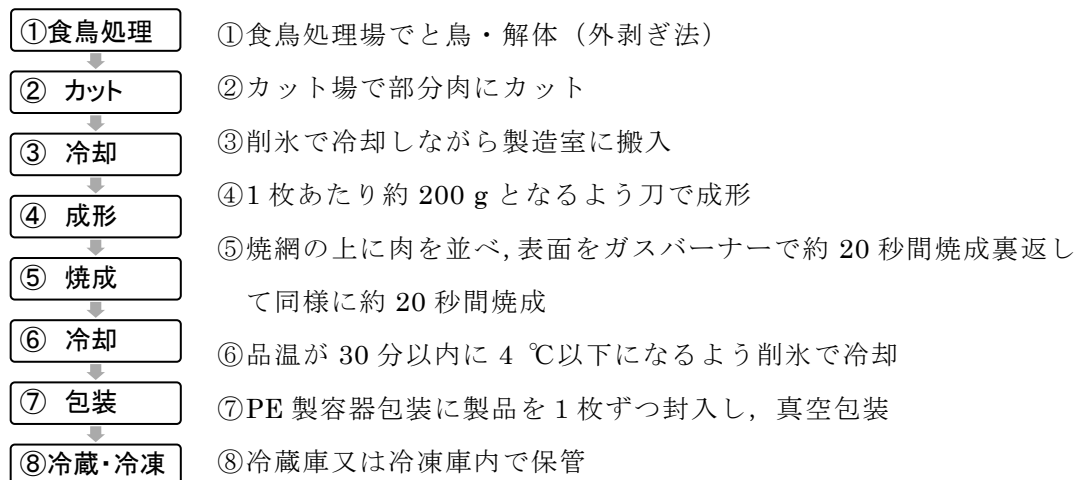 ①食鳥処理
①食鳥処理場でと鳥・解体（外剥ぎ法）
② カット
②カット場で部分肉にカット
③ 冷却
③削氷で冷却しながら製造室に搬入
④ 成形
④1 枚あたり約 200 g となるよう刀で成形
⑤ 焼成
⑤焼網の上に肉を並べ,表面をガスバーナーで約 20 秒間焼成裏返し
て同様に約 20 秒間焼成
⑥ 冷却
⑥品温が 30 分以内に 4 ℃以下になるよう削氷で冷却
⑦ 包装
⑦PE 製容器包装に製品を 1 枚ずつ封入し，真空包装
⑧冷蔵・冷凍
⑧冷蔵庫又は冷凍庫内で保管